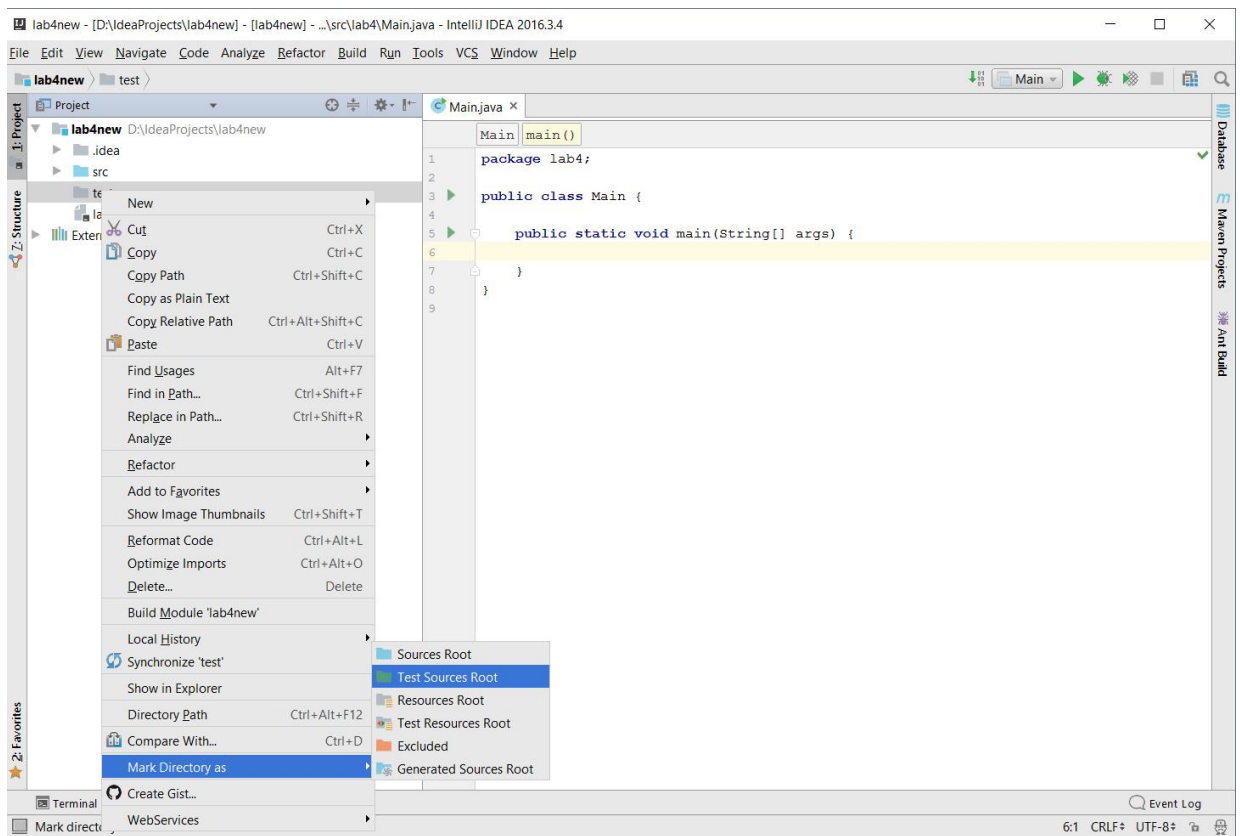 lab4new - [D:\IdeaProjects\lab4new] - [lab4new] - ...\src\lab4\Main.java - IntelliJ IDEA 2016.3.4
File Edit View Navigate Code Analyze Refactor Build Run Tools VCS Window Help
lab4new test
Main
1: Project
Z: Structure
2: Favorites
Project
lab4new D:\IdeaProjects\lab4new
.idea
src
te
la
Exter
New
Cut Ctrl+X
Copy Ctrl+C
Copy Path Ctrl+Shift+C
Copy as Plain Text
Copy Relative Path Ctrl+Alt+Shift+C
Paste Ctrl+V
Find Usages Alt+F7
Find in Path... Ctrl+Shift+F
Replace in Path... Ctrl+Shift+R
Analyze
Refactor
Add to Favorites
Show Image Thumbnails Ctrl+Shift+T
Reformat Code Ctrl+Alt+L
Optimize Imports Ctrl+Alt+O
Delete... Delete
Build Module 'lab4new'
Local History
Synchronize 'test'
Show in Explorer
Directory Path Ctrl+Alt+F12
Compare With... Ctrl+D
Mark Directory as
Create Gist...
WebServices
Sources Root
Test Sources Root
Resources Root
Test Resources Root
Excluded
Generated Sources Root
Main.java
Main main()
1 package lab4;
2
3 public class Main {
4
5 public static void main(String[] args) {
6
7 }
8 }
9
Database
Maven Projects
Ant Build
Terminal
Event Log
Mark directo
6:1 CRLF UTF-8